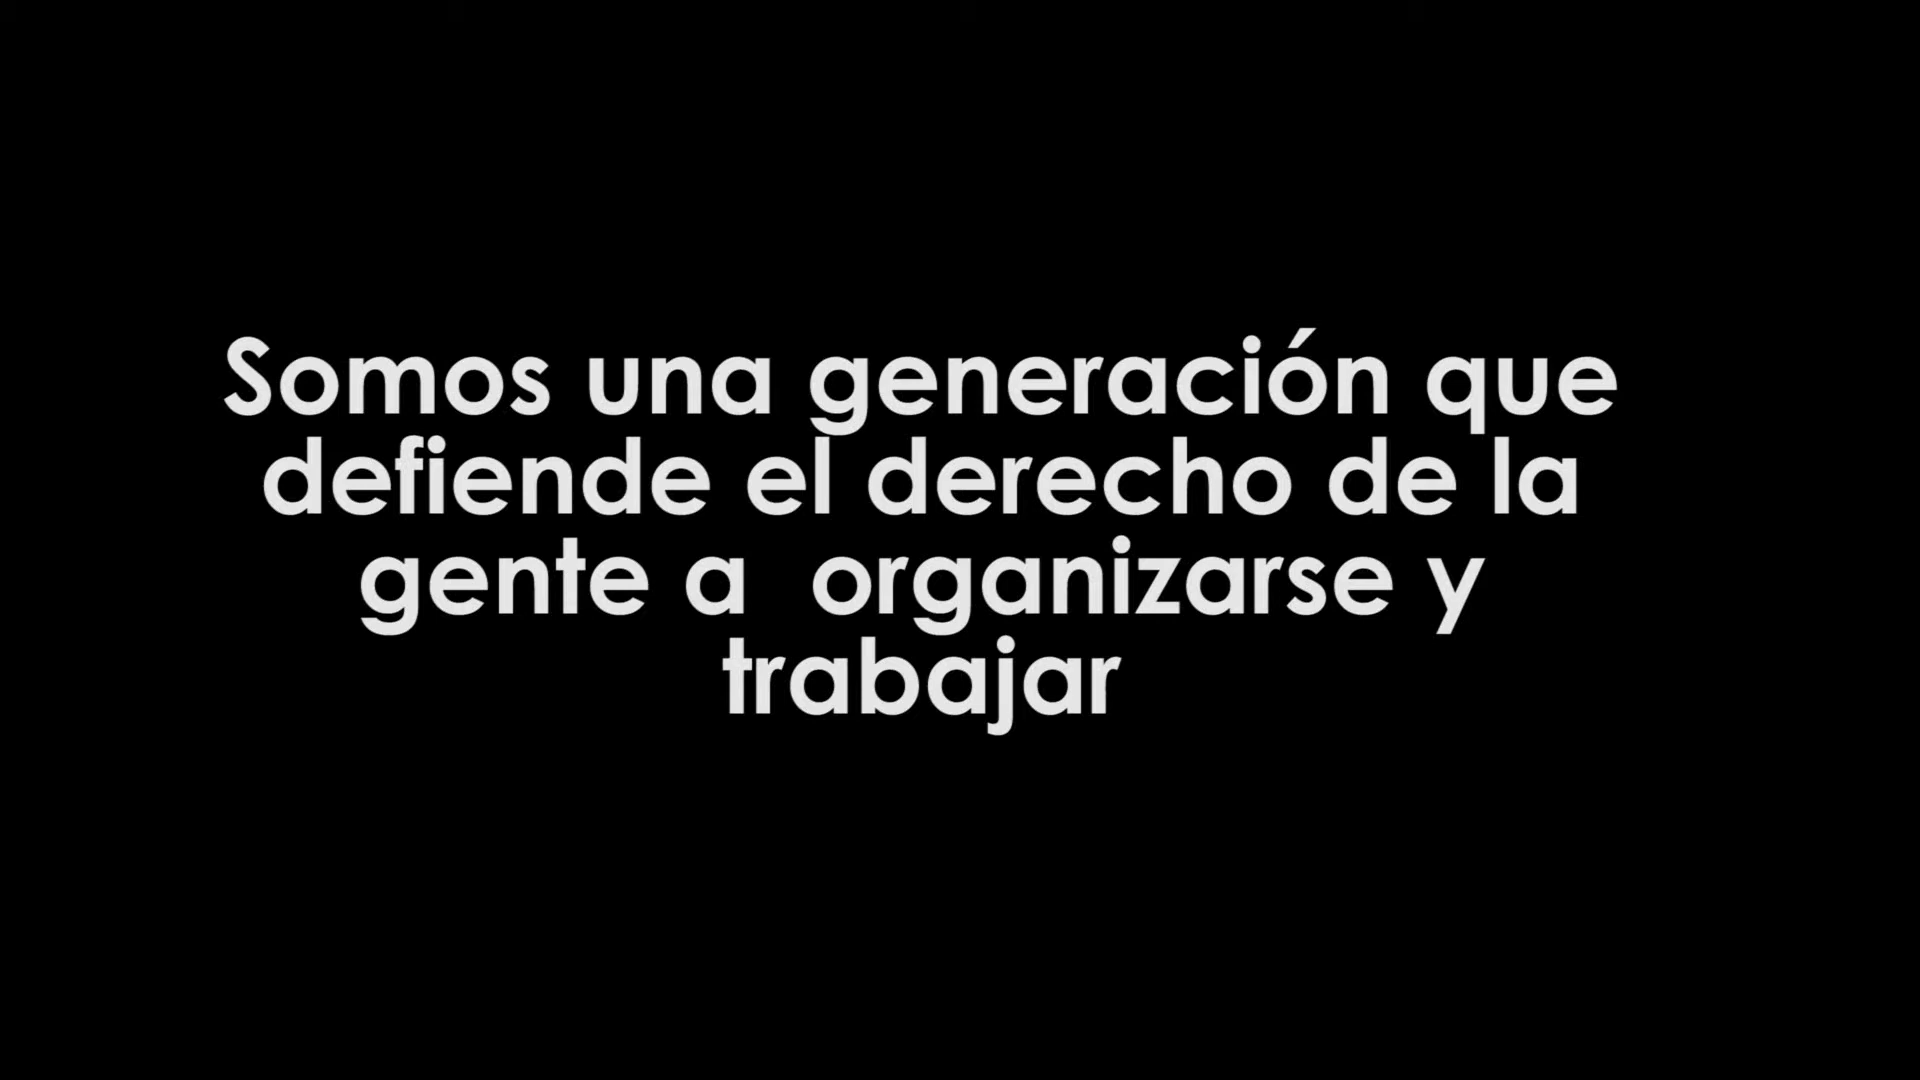 Somos una generación que
defiende el derecho de la
gente a  organizarse y
trabajar